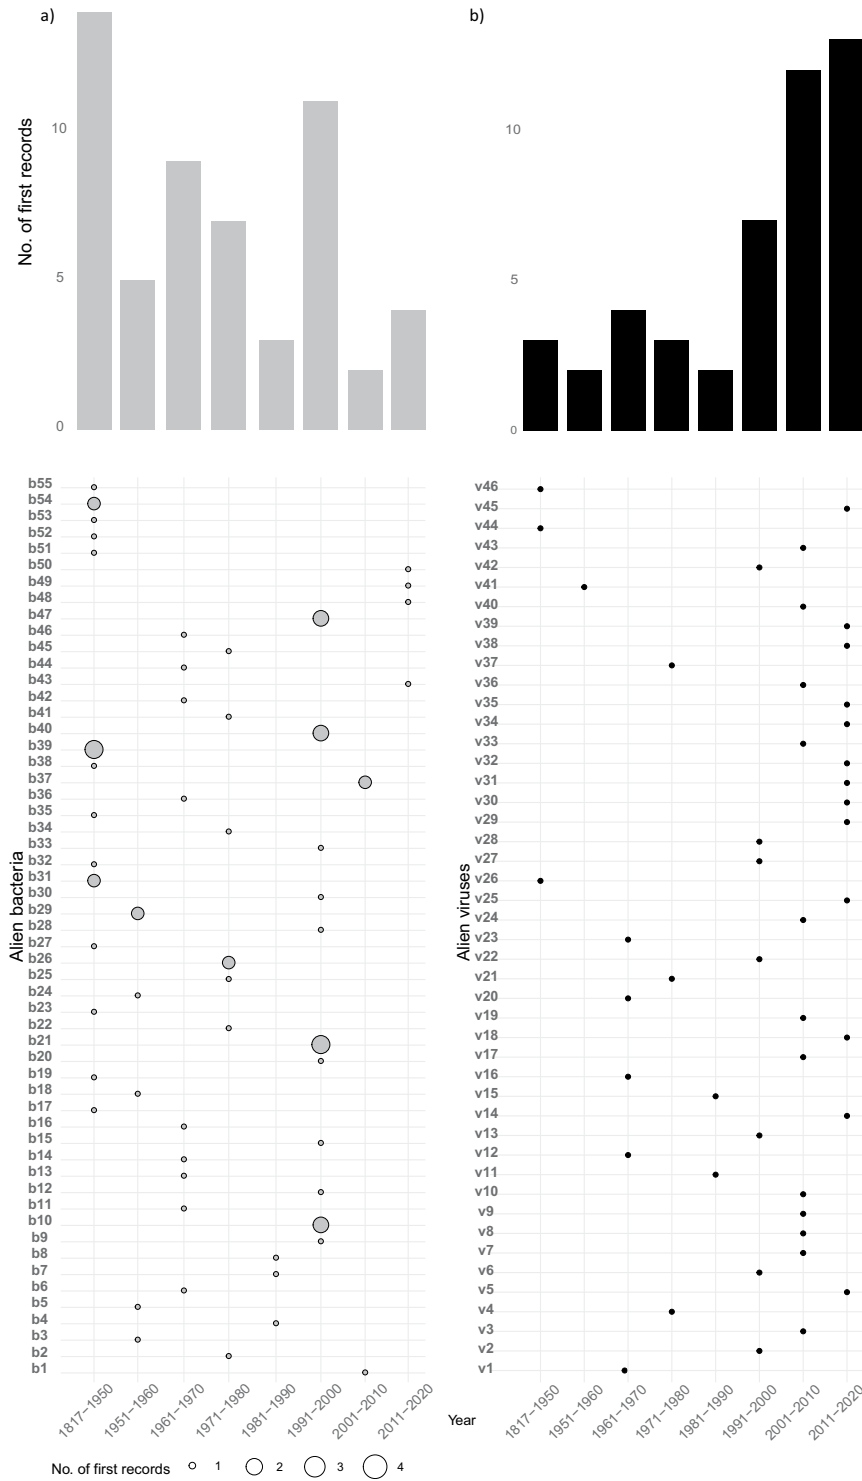 a)
No. of first records
10
5
0
b)
10
5
0
Alien bacteria
b55
b54
b53
b52
b51
b50
b49
b48
b47
b46
b45
b44
b43
b42
b41
b40
b39
b38
b37
b36
b35
b34
b33
b32
b31
b30
b29
b28
b27
b26
b25
b24
b23
b22
b21
b20
b19
b18
b17
b16
b15
b14
b13
b12
b11
b10
b9
b8
b7
b6
b5
b4
b3
b2
b1
1817–1950
1951–1960
1961–1970
1971–1980
1981–1990
1991–2000
2001–2010
2011–2020
Alien viruses
v46
v45
v44
v43
v42
v41
v40
v39
v38
v37
v36
v35
v34
v33
v32
v31
v30
v29
v28
v27
v26
v25
v24
v23
v22
v21
v20
v19
v18
v17
v16
v15
v14
v13
v12
v11
v10
v9
v8
v7
v6
v5
v4
v3
v2
v1
Year
1817–1950
1951–1960
1961–1970
1971–1980
1981–1990
1991–2000
2001–2010
2011–2020
No. of first records 1 2 3 4